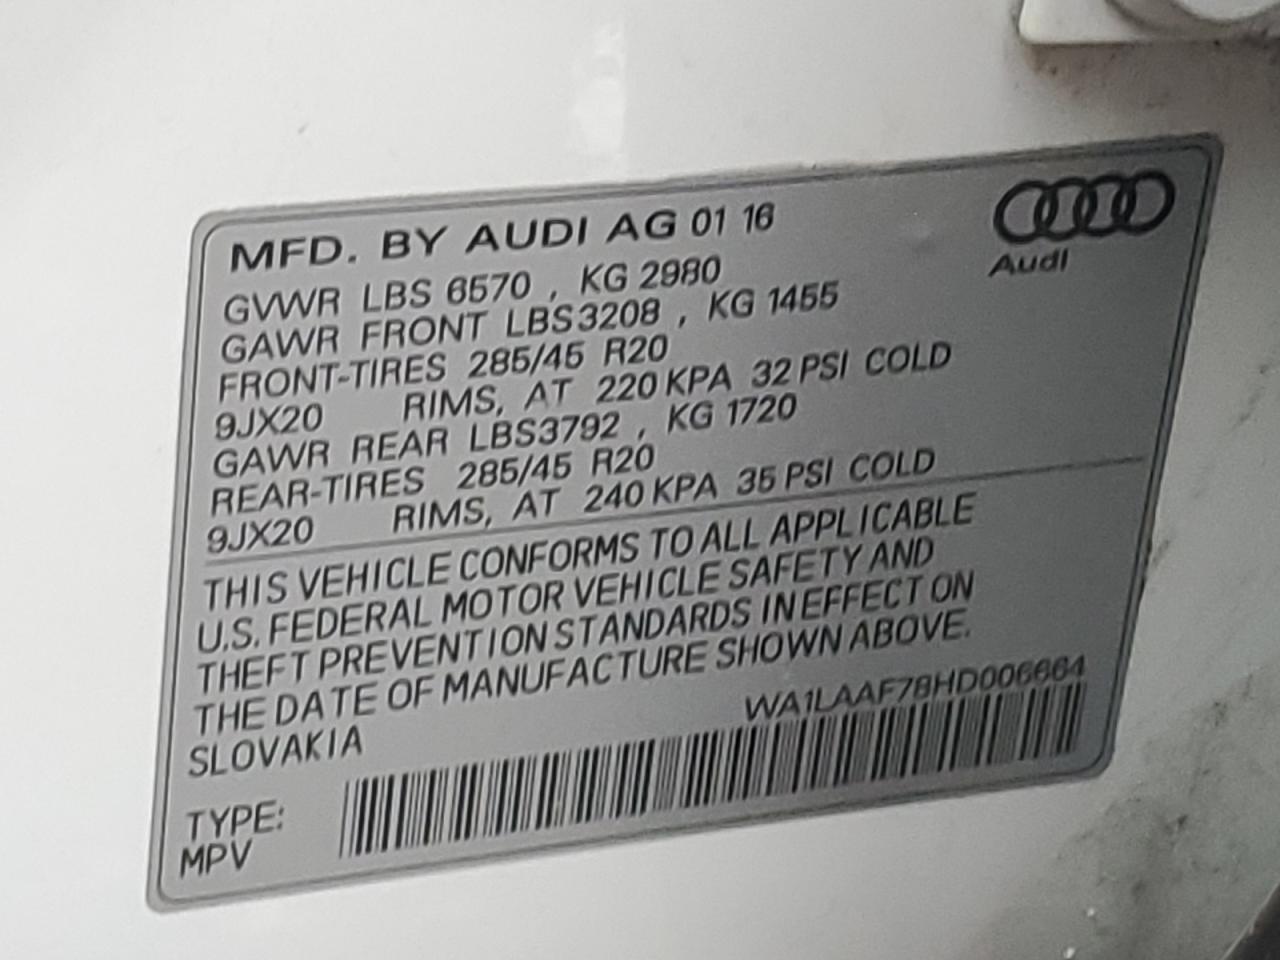 MFD. BY AUDI AG 01 16
Audi
GVWR LBS 6570 , KG 2980
GAWR FRONT LBS3208 , KG 1455
FRONT-TIRES 285/45 R20
9JX20 RIMS, AT 220 KPA 32 PSI COLD
GAWR REAR LBS3792 , KG 1720
REAR-TIRES 285/45 R20
9JX20 RIMS, AT 240 KPA 35 PSI COLD
THIS VEHICLE CONFORMS TO ALL APPLICABLE
U.S. FEDERAL MOTOR VEHICLE SAFETY AND
THEFT PREVENTION STANDARDS IN EFFECT ON
THE DATE OF MANUFACTURE SHOWN ABOVE.
SLOVAKIA
WA1LAAF78HD006664
TYPE:
MPV